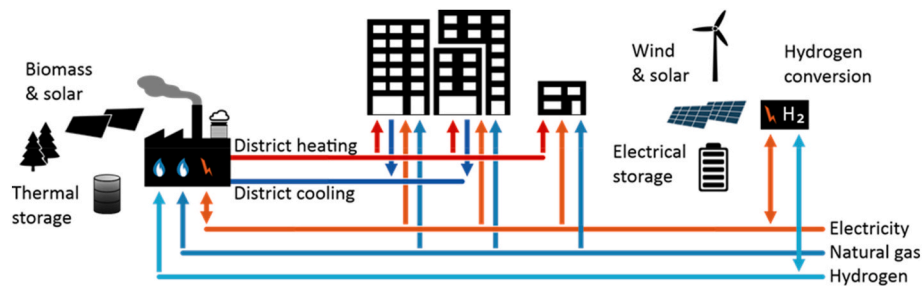 Biomass
& solar
Thermal
storage
District heating
District cooling
Wind
& solar
Electrical
storage
Hydrogen
conversion
H2
Electricity
Natural gas
Hydrogen